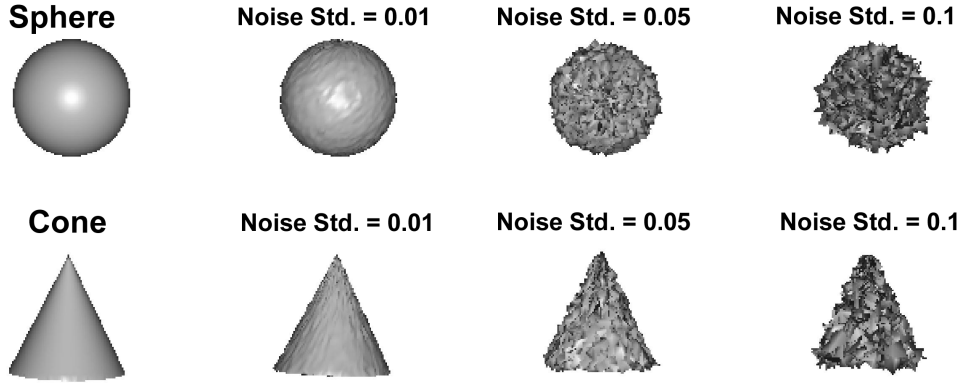 Sphere
Noise Std. = 0.01
Noise Std. = 0.05
Noise Std. = 0.1
Cone
Noise Std. = 0.01
Noise Std. = 0.05
Noise Std. = 0.1